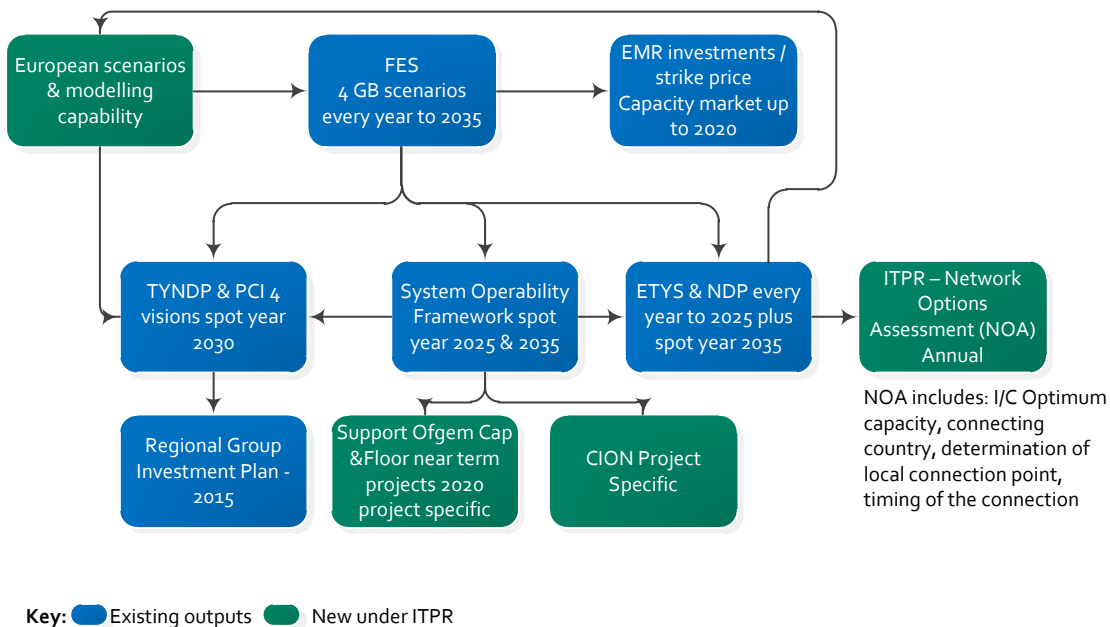 European scenarios
& modelling
capability
FES
4 GB scenarios
every year to 2035
EMR investments /
strike price
Capacity market up
to 2020
TYNDP & PCI 4
visions spot year
2030
System Operability
Framework spot
year 2025 & 2035
ETYS & NDP every
year to 2025 plus
spot year 2035
ITPR – Network
Options
Assessment (NOA)
Annual
NOA includes: I/C Optimum
capacity, connecting
country, determination of
local connection point,
timing of the connection
Regional Group
Investment Plan -
2015
Support Ofgem Cap
&Floor near term
projects 2020
project specific
CION Project
Specific
Key: Existing outputs New under ITPR